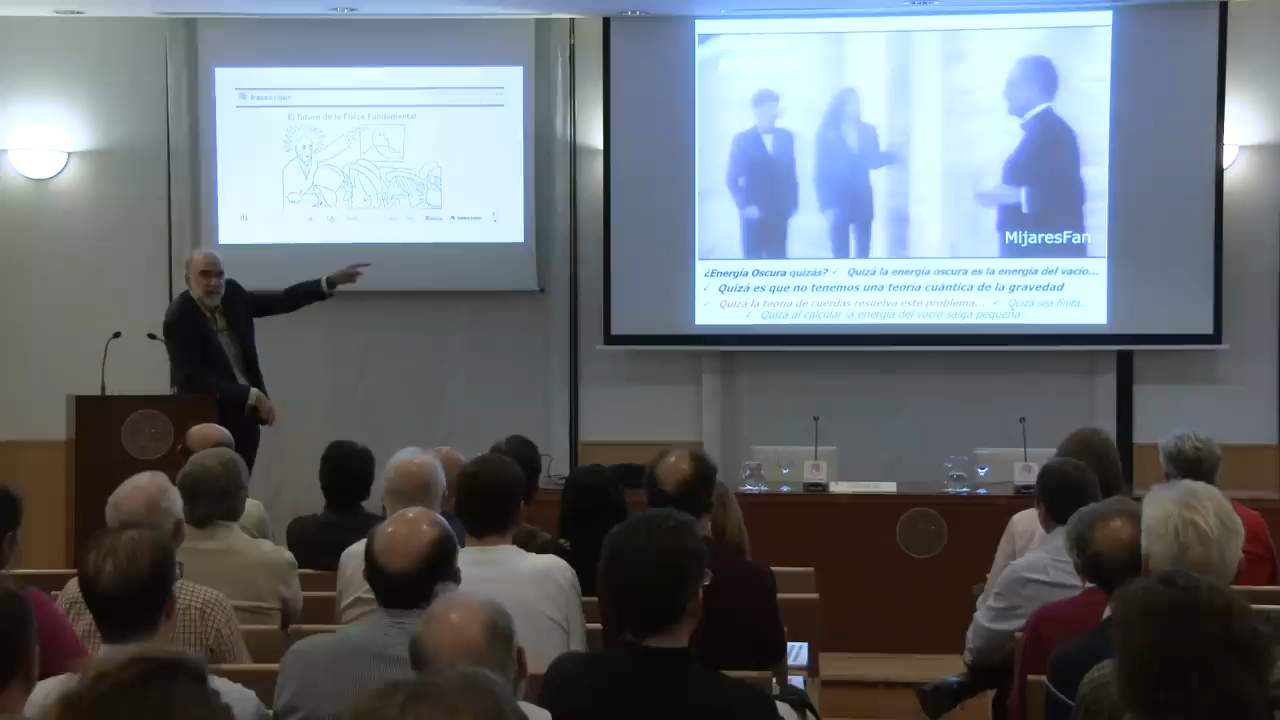 El futuro de la Física Fundamental
MijaresFan
¿Energía Oscura quizás? ✓ Quizá la energía oscura es la energía del vacío...
✓ Quizá es que no tenemos una teoría cuántica de la gravedad
✓ Quizá la teoría de cuerdas resuelva este problema... ✓ Quizá sea finita...
✓ Quizá al calcular la energía del vacío salga pequeña...